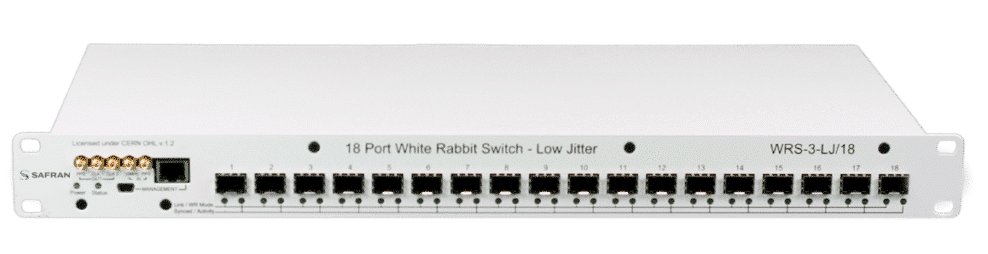 Licensed under CERN OHL v.1.2
18 Port White Rabbit Switch - Low Jitter
WRS-3-LJ/18
SAFRAN
Power
Status
MANAGEMENT
1 2 3 4 5 6 7 8 9 10 11 12 13 14 15 16 17 18
Link / WR Mode
Synced / Activity